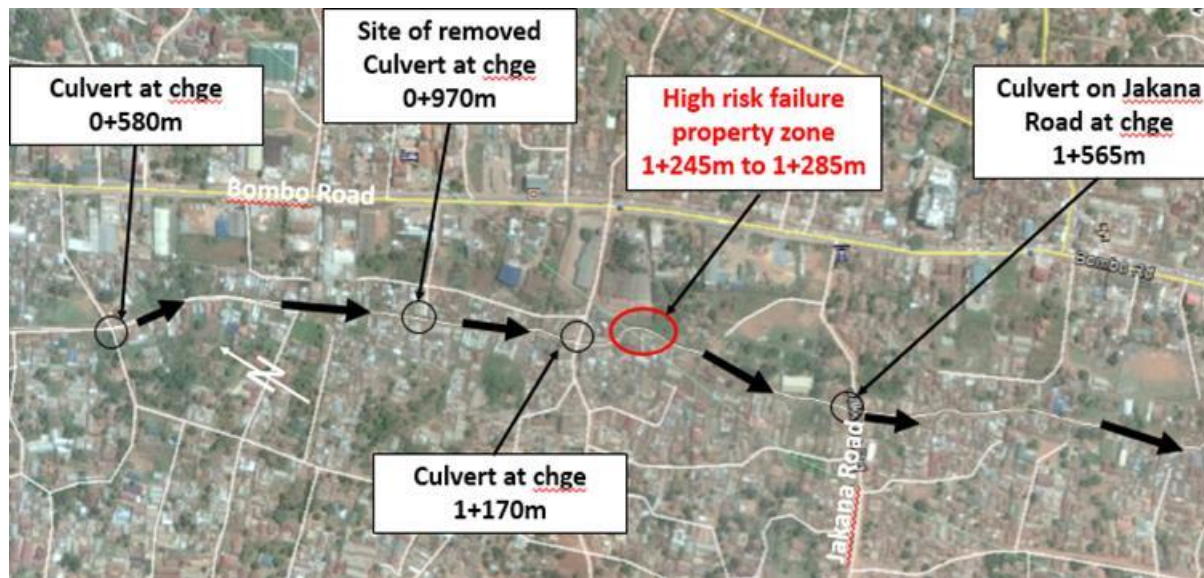 Culvert at chge
0+580m
Site of removed
Culvert at chge
0+970m
High risk failure
property zone
1+245m to 1+285m
Culvert on Jakana
Road at chge
1+565m
Bombo Road
Bombo Rd
N
Culvert at chge
1+170m
Jakana Road